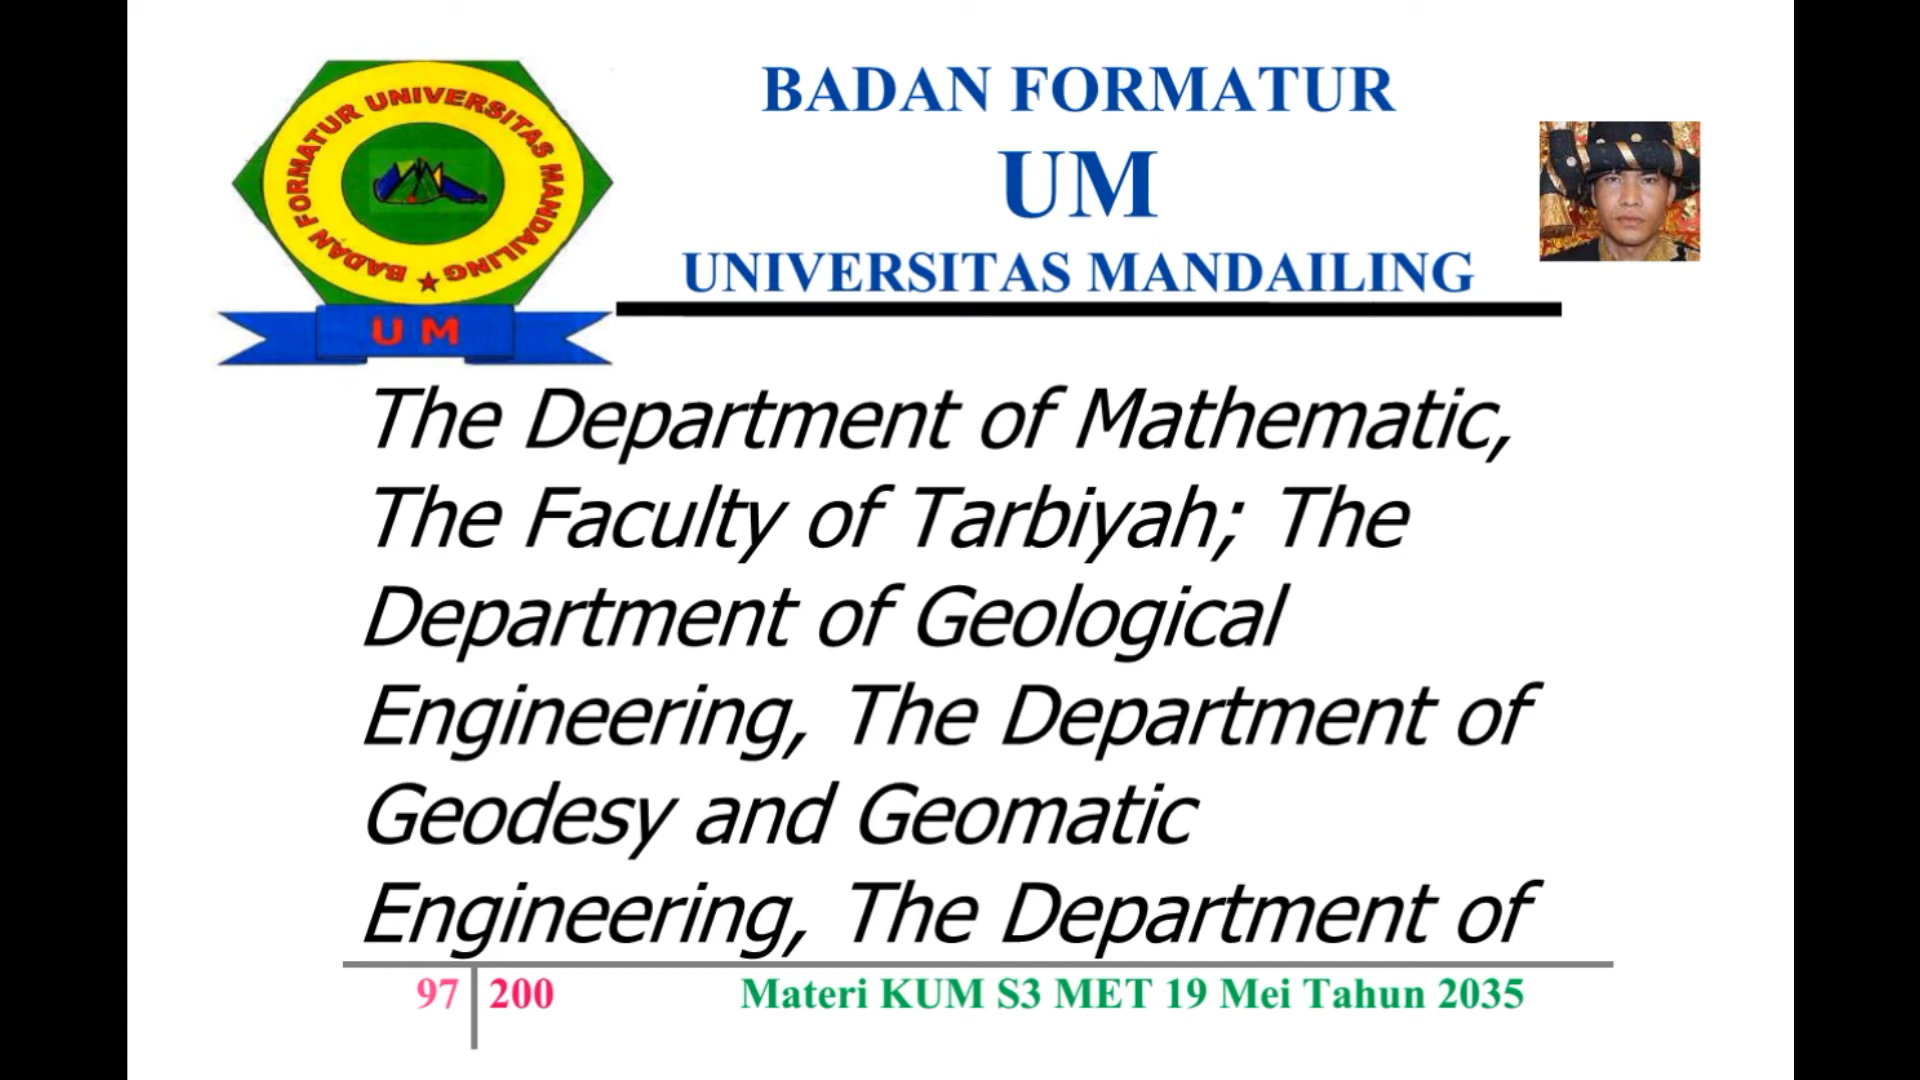 BADAN FORMATUR UNIVERSITAS MANDAILING
U M
BADAN FORMATUR
UM
UNIVERSITAS MANDAILING
The Department of Mathematic,
The Faculty of Tarbiyah; The
Department of Geological
Engineering, The Department of
Geodesy and Geomatic
Engineering, The Department of
97 200 Materi KUM S3 MET 19 Mei Tahun 2035